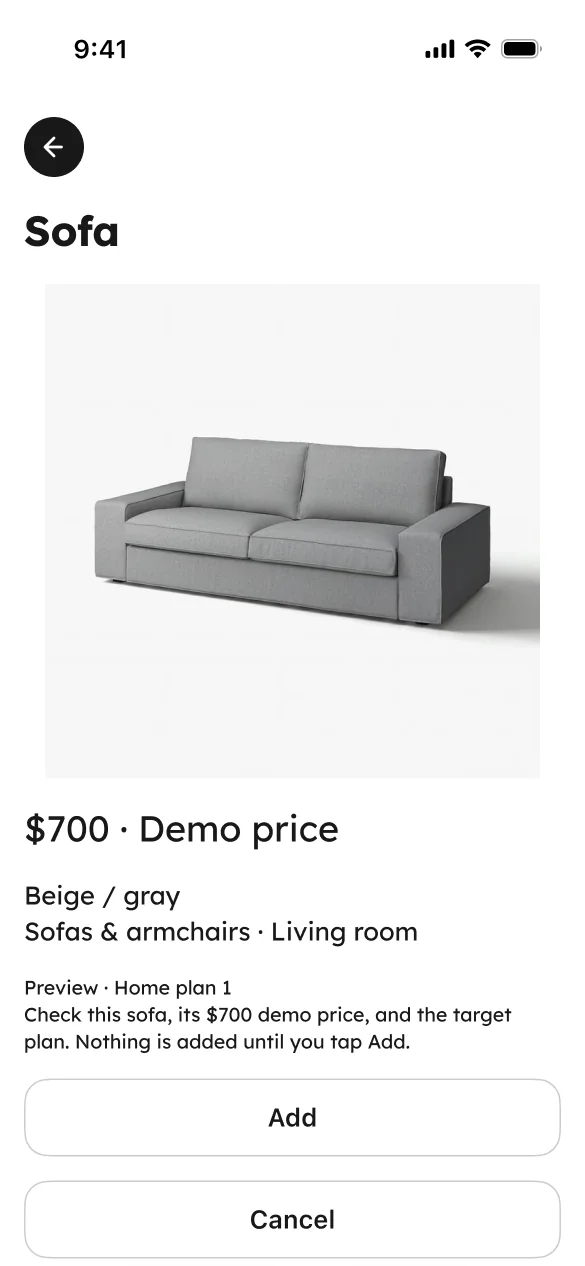 9:41
Sofa
$700 · Demo price
Beige / gray
Sofas & armchairs · Living room
Preview · Home plan 1
Check this sofa, its $700 demo price, and the target
plan. Nothing is added until you tap Add.
Add
Cancel